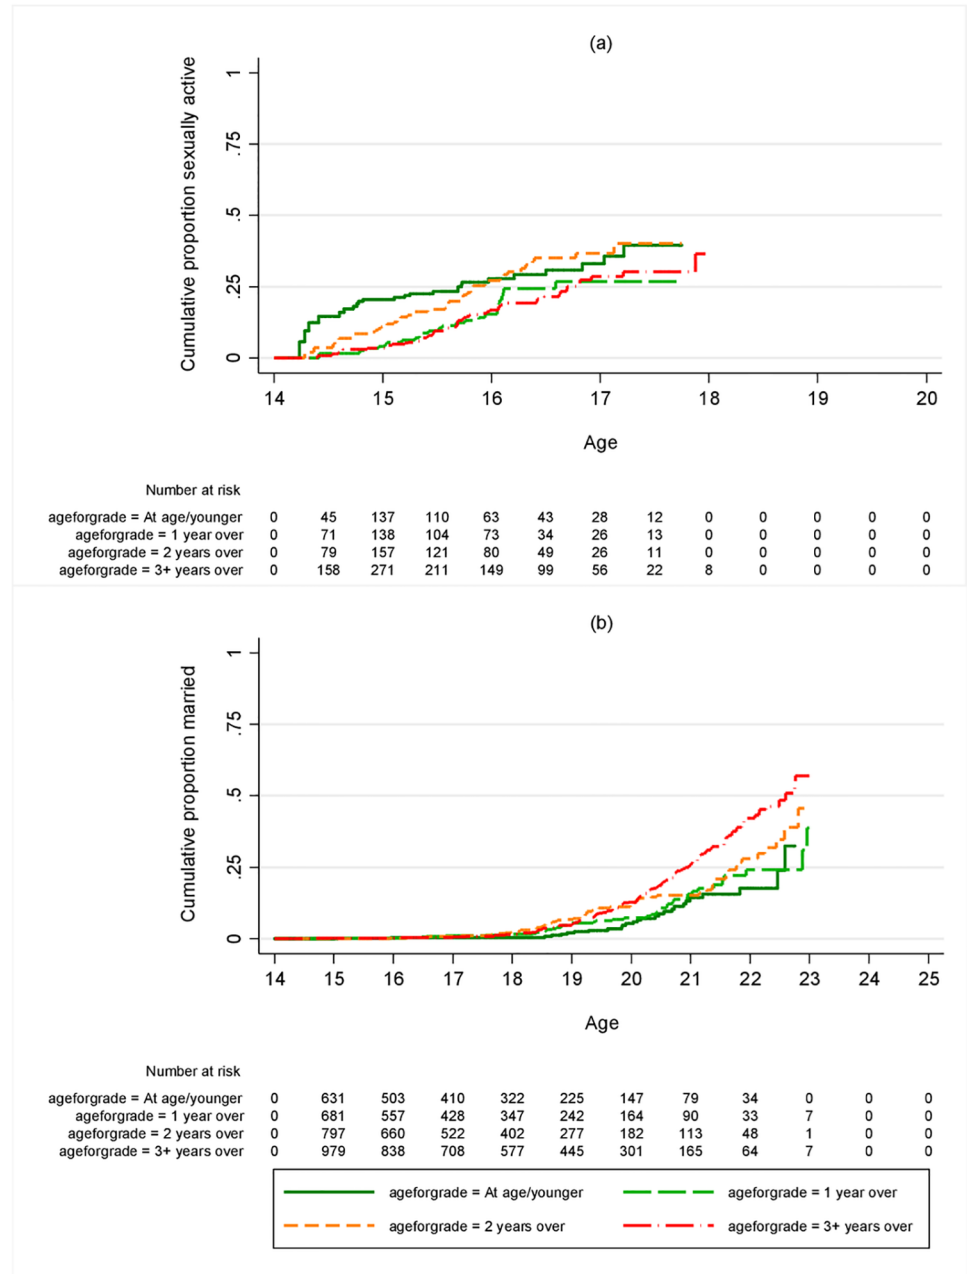 (a)
Cumulative proportion sexually active
1
.75
.5
.25
0
14 15 16 17 18 19 20
Age
Number at risk
ageforgrade = At age/younger 0 45 137 110 63 43 28 12 0 0 0 0
ageforgrade = 1 year over 0 71 138 104 73 34 26 13 0 0 0 0
ageforgrade = 2 years over 0 79 157 121 80 49 26 11 0 0 0 0
ageforgrade = 3+ years over 0 158 271 211 149 99 56 22 8 0 0 0
(b)
Cumulative proportion married
1
.75
.5
.25
0
14 15 16 17 18 19 20 21 22 23 24 25
Age
Number at risk
ageforgrade = At age/younger 0 631 503 410 322 225 147 79 34 0 0 0
ageforgrade = 1 year over 0 681 557 428 347 242 164 90 33 7 0 0
ageforgrade = 2 years over 0 797 660 522 402 277 182 113 48 1 0 0
ageforgrade = 3+ years over 0 979 838 708 577 445 301 165 64 7 0 0
ageforgrade = At age/younger ageforgrade = 1 year over
ageforgrade = 2 years over ageforgrade = 3+ years over